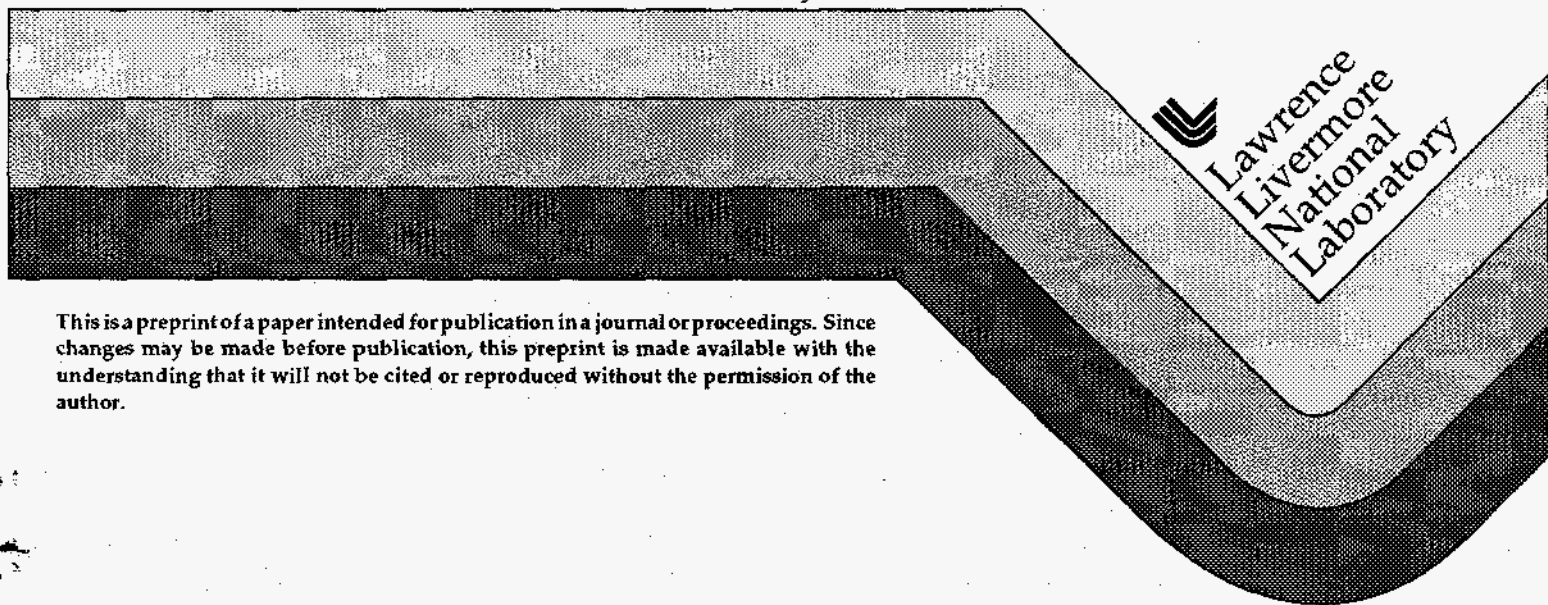 Lawrence
Livermore
National
Laboratory
This is a preprint of a paper intended for publication in a journal or proceedings. Since
changes may be made before publication, this preprint is made available with the
understanding that it will not be cited or reproduced without the permission of the
author.